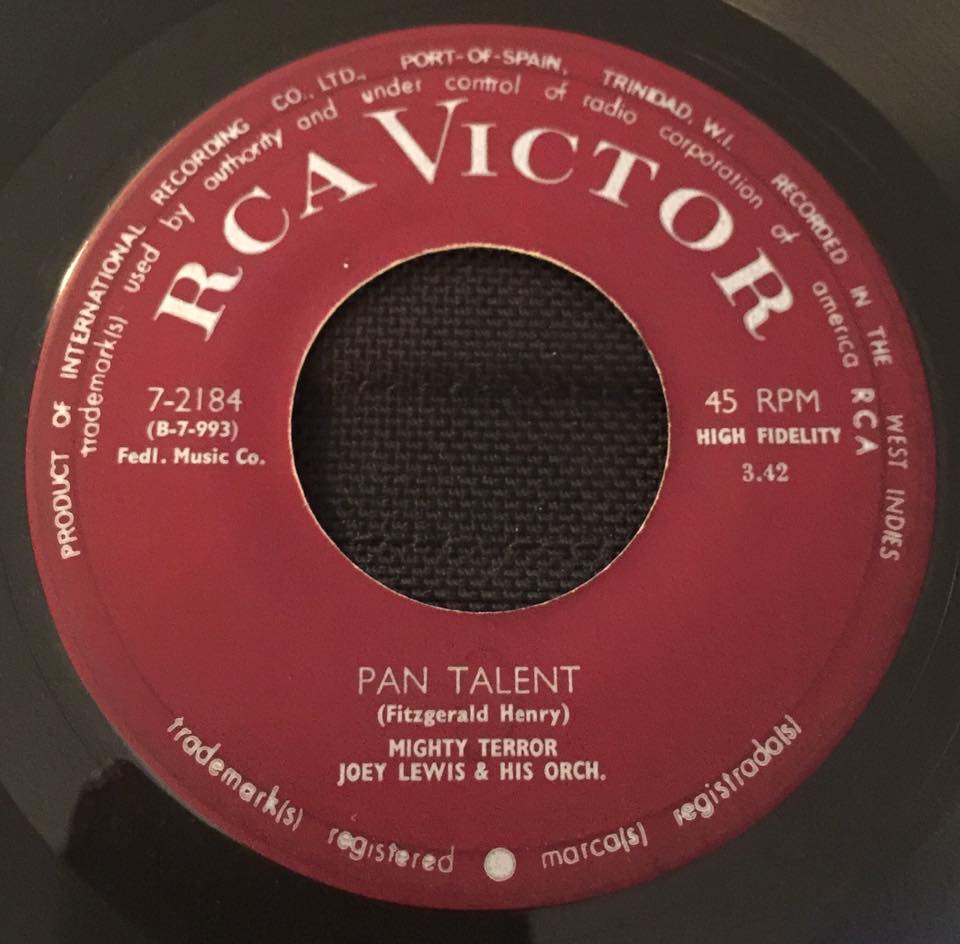 PRODUCT OF INTERNATIONAL RECORDING CO., LTD., PORT-OF-SPAIN, TRINIDAD, W.I. RECORDED IN THE WEST INDIES
trademark(s) used by authority and under control of radio corporation of america RCA
RCA VICTOR
7-2184
(B-7-993)
Fedl. Music Co.
45 RPM
HIGH FIDELITY
3.42
PAN TALENT
(Fitzgerald Henry)
MIGHTY TERROR
JOEY LEWIS & HIS ORCH.
trademark(s) registered marca(s) registrada(s)